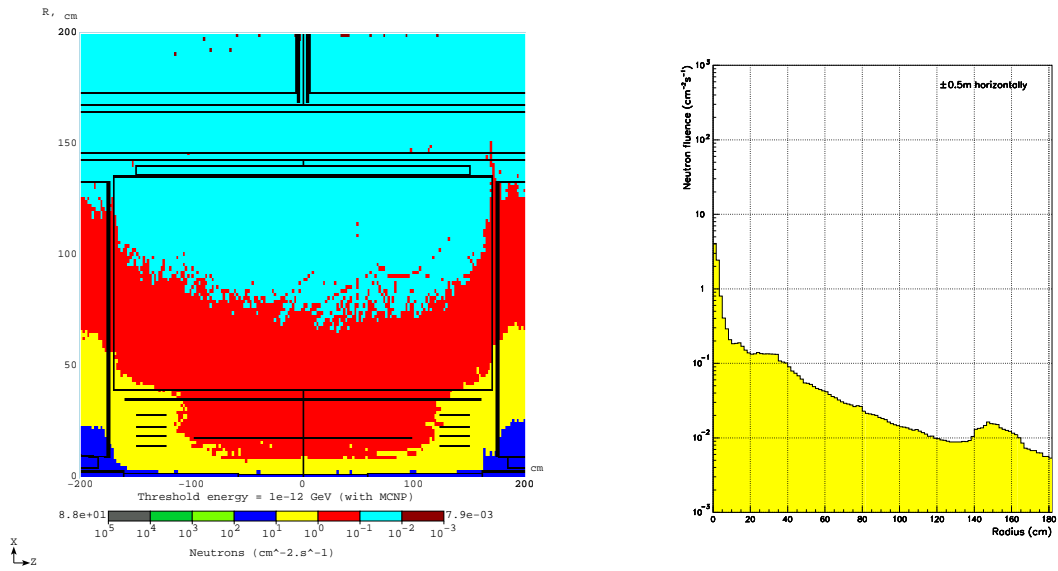 R, cm
200
150
100
50
0
-200 -100 0 100 200
cm
Threshold energy = 1e-12 GeV (with MCNP)
8.8e+01 7.9e-03
10^5 10^4 10^3 10^2 10^1 10^0 10^-1 10^-2 10^-3
Neutrons (cm^-2.s^-1)
X
Z
Neutron fluence (cm-2s-1)
±0.5m horizontally
10^3
10^2
10
1
10^-1
10^-2
10^-3
0 20 40 60 80 100 120 140 160 180
Radius (cm)